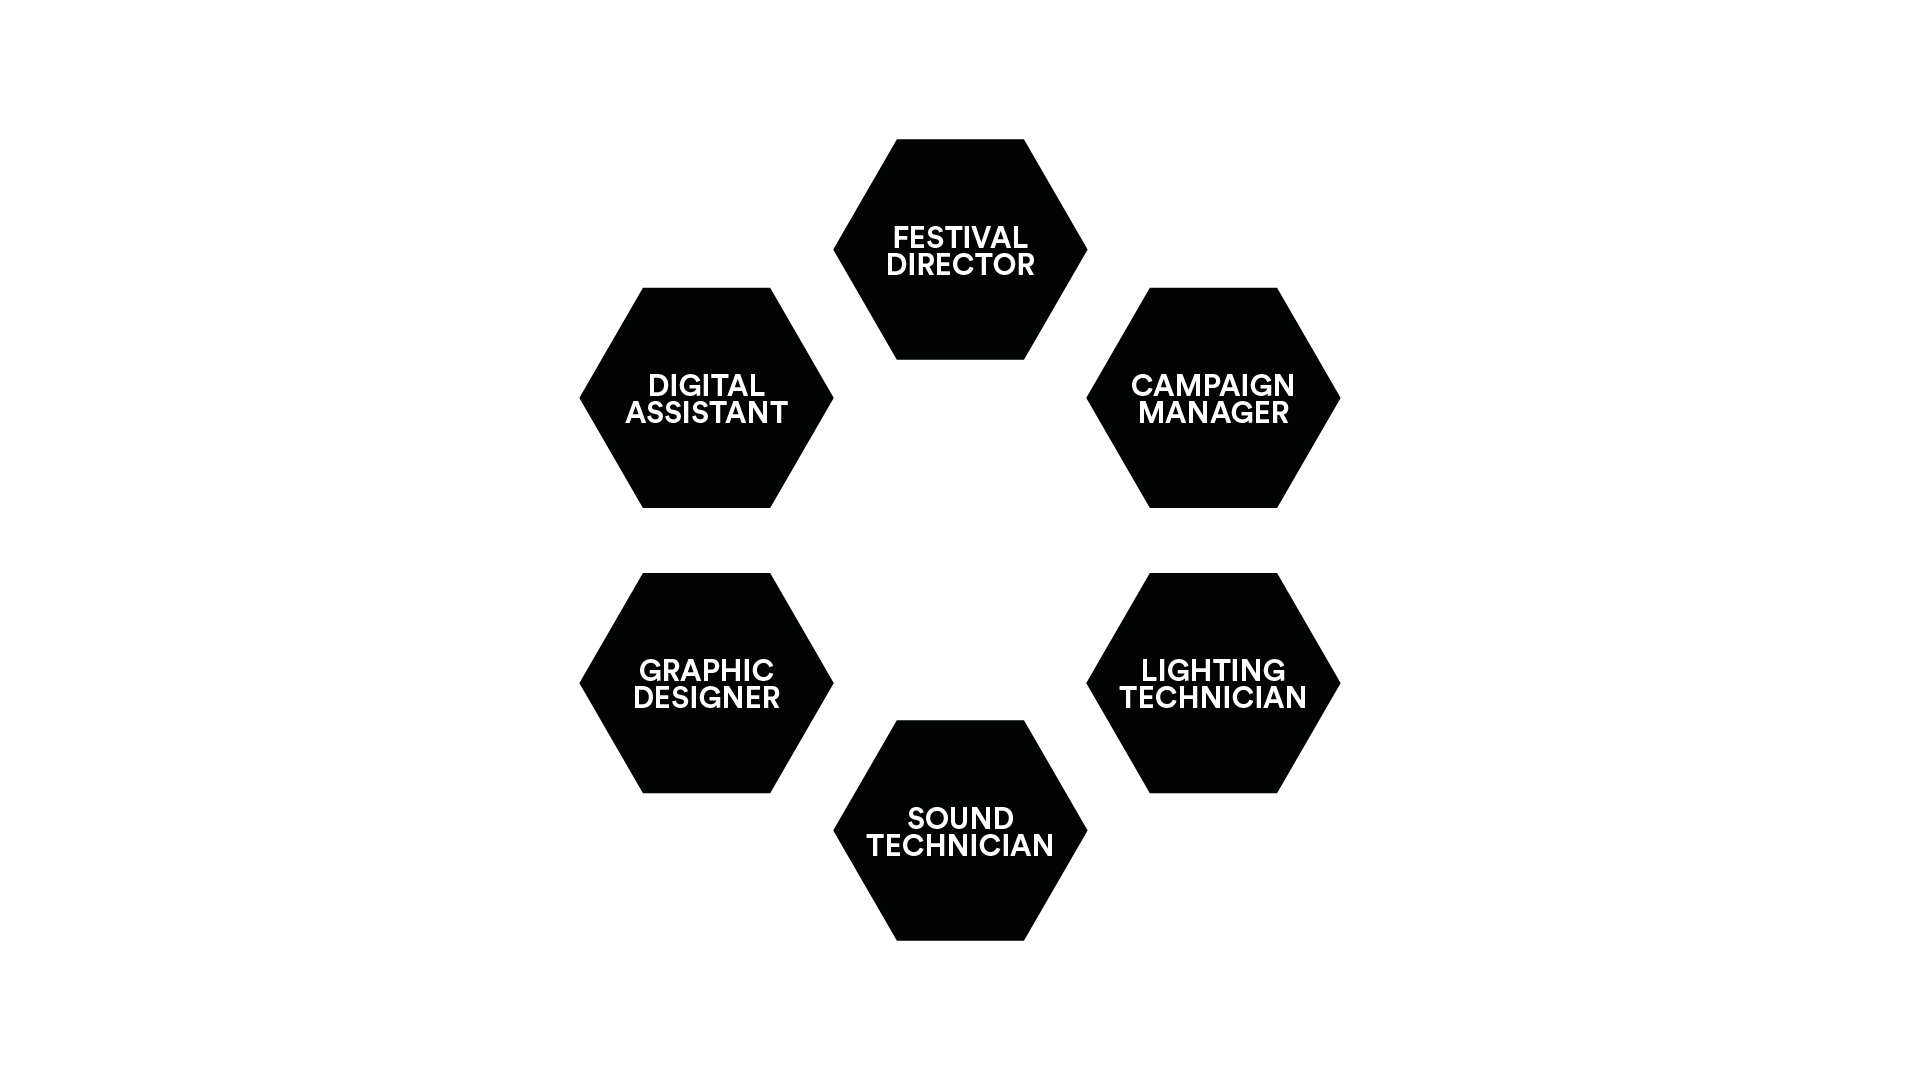 FESTIVAL
DIRECTOR
DIGITAL
ASSISTANT
CAMPAIGN
MANAGER
GRAPHIC
DESIGNER
LIGHTING
TECHNICIAN
SOUND
TECHNICIAN